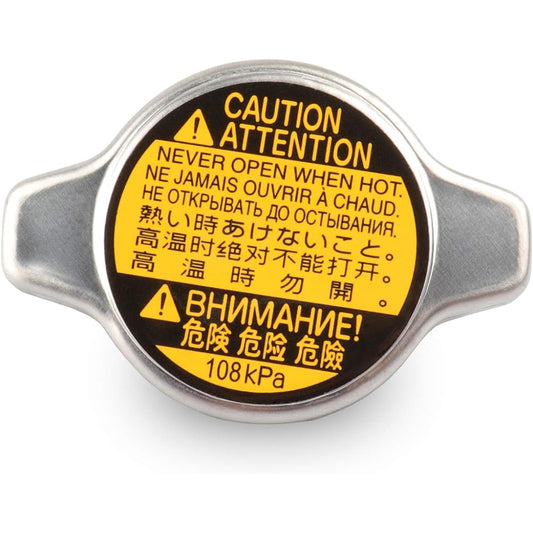 CAUTION
ATTENTION
NEVER OPEN WHEN HOT.
NE JAMAIS OUVRIR À CHAUD.
НЕ ОТКРЫВАТЬ ДО ОСТЫВАНИЯ.
熱い時あけないこと。
高温时绝对不能打开。
高温時勿開。
ВНИМАНИЕ!
危険 危险 危險
108kPa